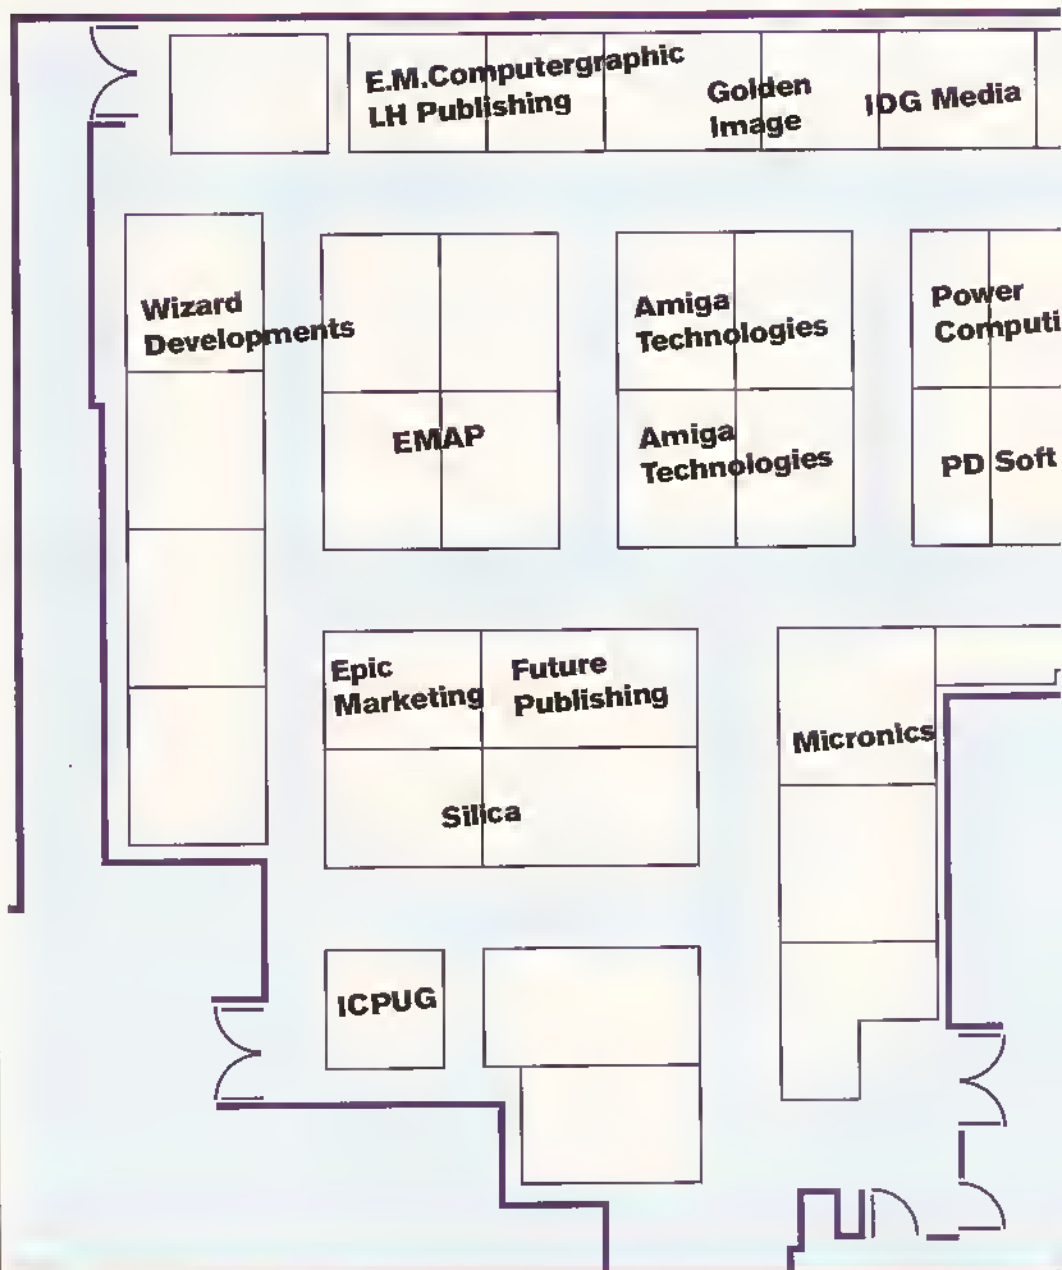 E.M.Computergraphic
LH Publishing
Golden
Image
IDG Media
Wizard
Developments
Amiga
Technologies
Power
Computi
EMAP
Amiga
Technologies
PD Soft
Epic
Marketing
Future
Publishing
Micronics
Silica
ICPUG